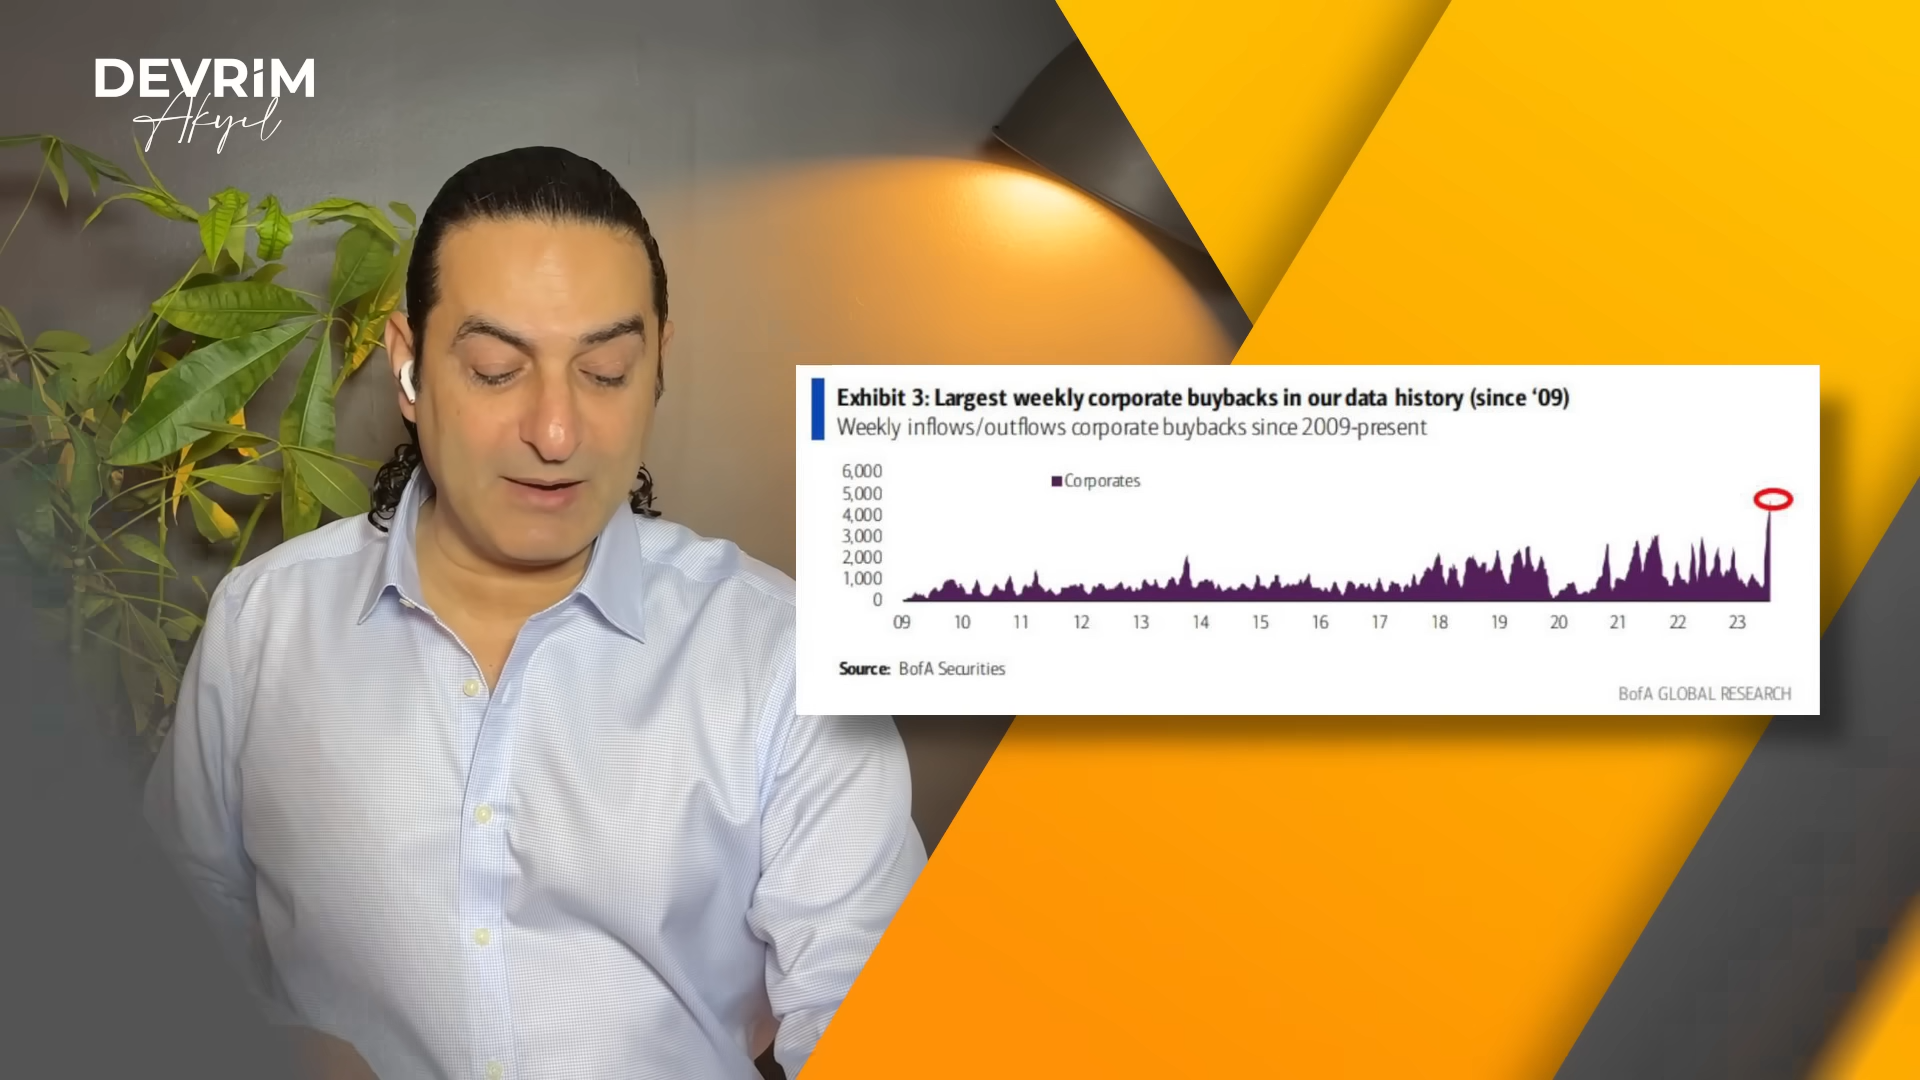 DEVRİM
Akyıl
Exhibit 3: Largest weekly corporate buybacks in our data history (since ‘09)
Weekly inflows/outflows corporate buybacks since 2009-present
6,000
5,000
4,000
3,000
2,000
1,000
0
Corporates
09 10 11 12 13 14 15 16 17 18 19 20 21 22 23
Source: BofA Securities
BofA GLOBAL RESEARCH